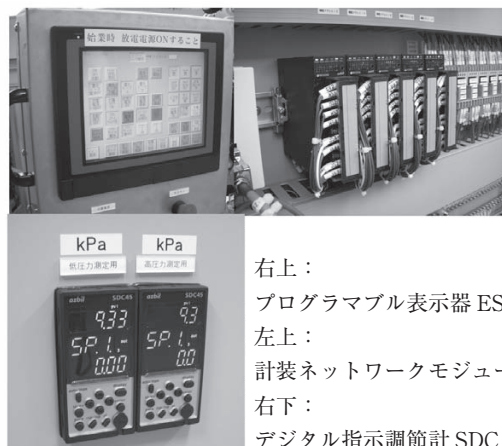 始業時 放電電源ONすること
kPa
kPa
低圧力測定用
高圧力測定用
azbil
SDC45
azbil
SDC45
9.33
9.3
SP. 1.
SP. 1.
0.00
0.0
右上：
プログラマブル表示器 ES
左上：
計装ネットワークモジュー
右下：
デジタル指示調節計 SDC